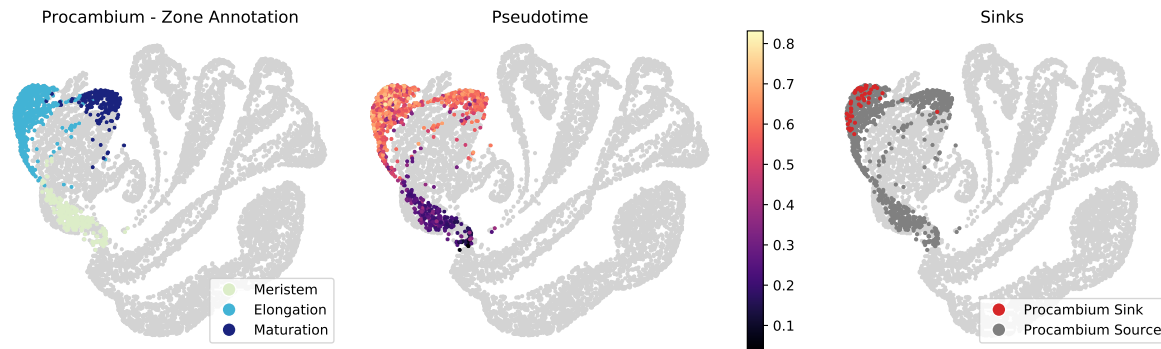 Procambium - Zone Annotation
Pseudotime
Sinks
Meristem
Elongation
Maturation
0.8
0.7
0.6
0.5
0.4
0.3
0.2
0.1
Procambium Sink
Procambium Source